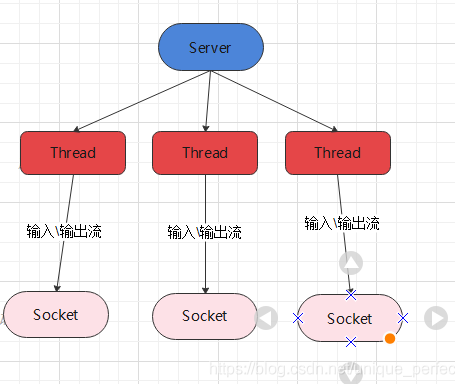 Server
Thread
Thread
Thread
输入\输出流
输入\输出流
输入\输出流
Socket
Socket
Socket
https://blog.csdn.net/unique_perfect